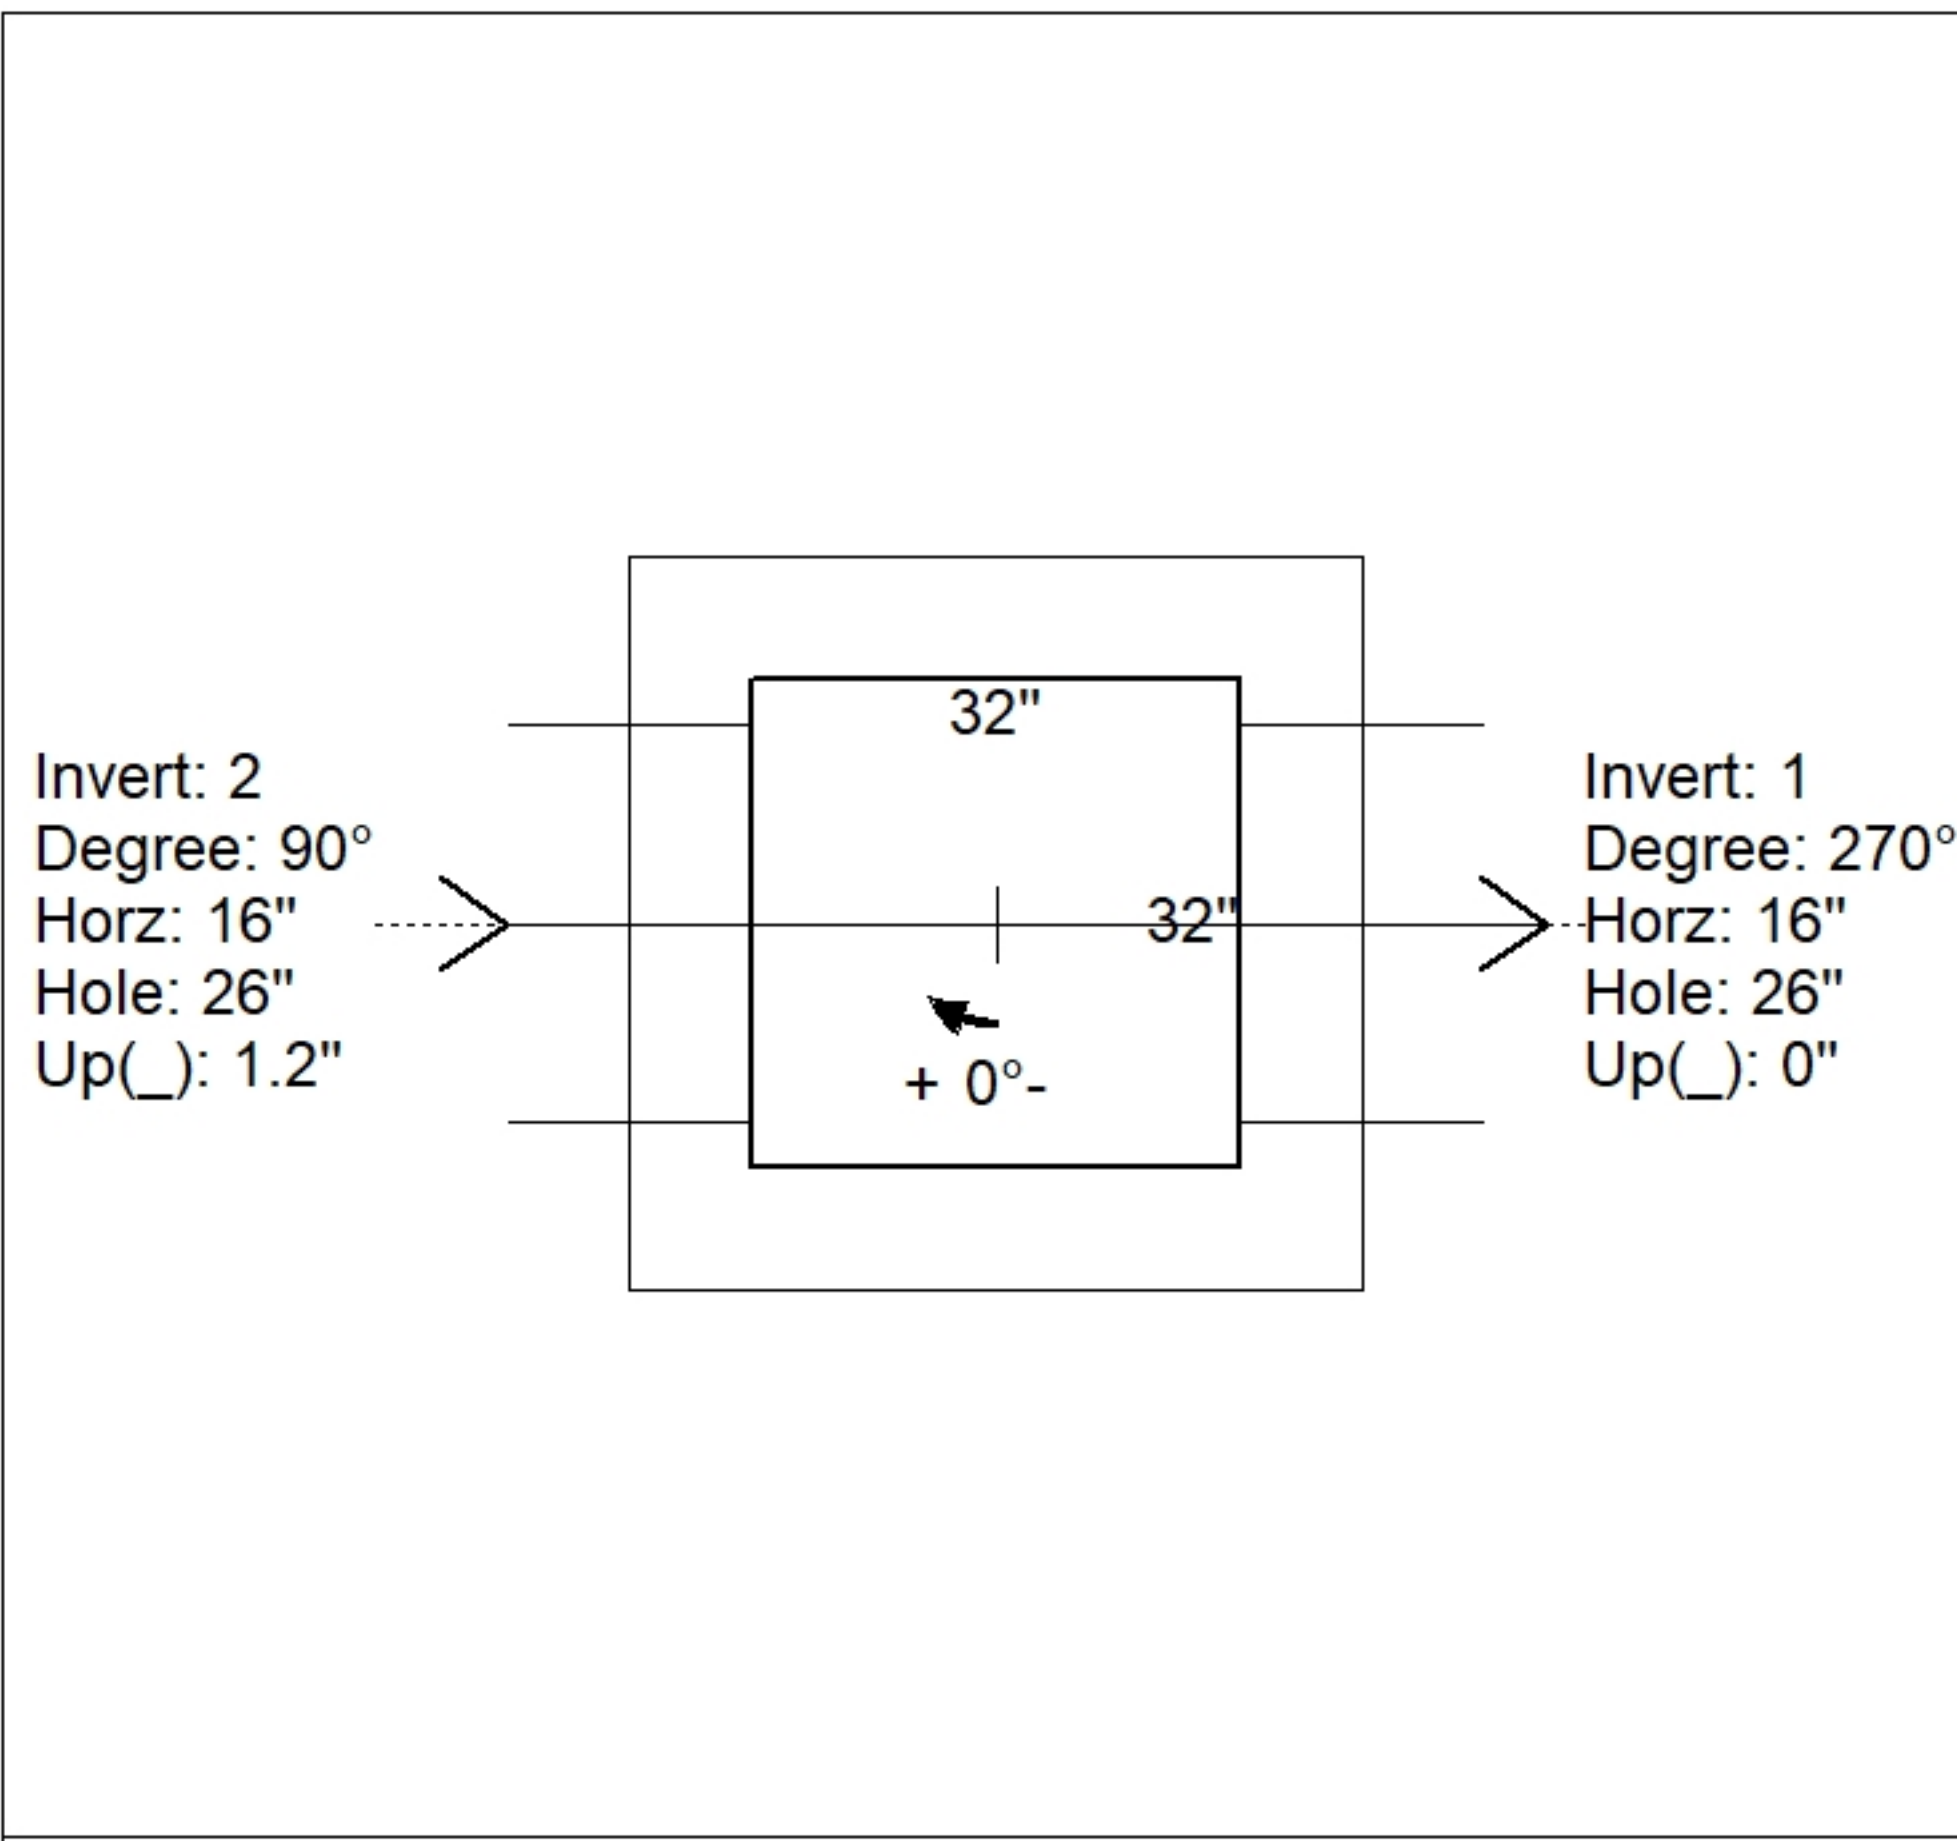 32"
Invert: 2
Degree: 90°
Horz: 16"
Hole: 26"
Up(_): 1.2"
32"
+ 0°-
Invert: 1
Degree: 270°
Horz: 16"
Hole: 26"
Up(_): 0"